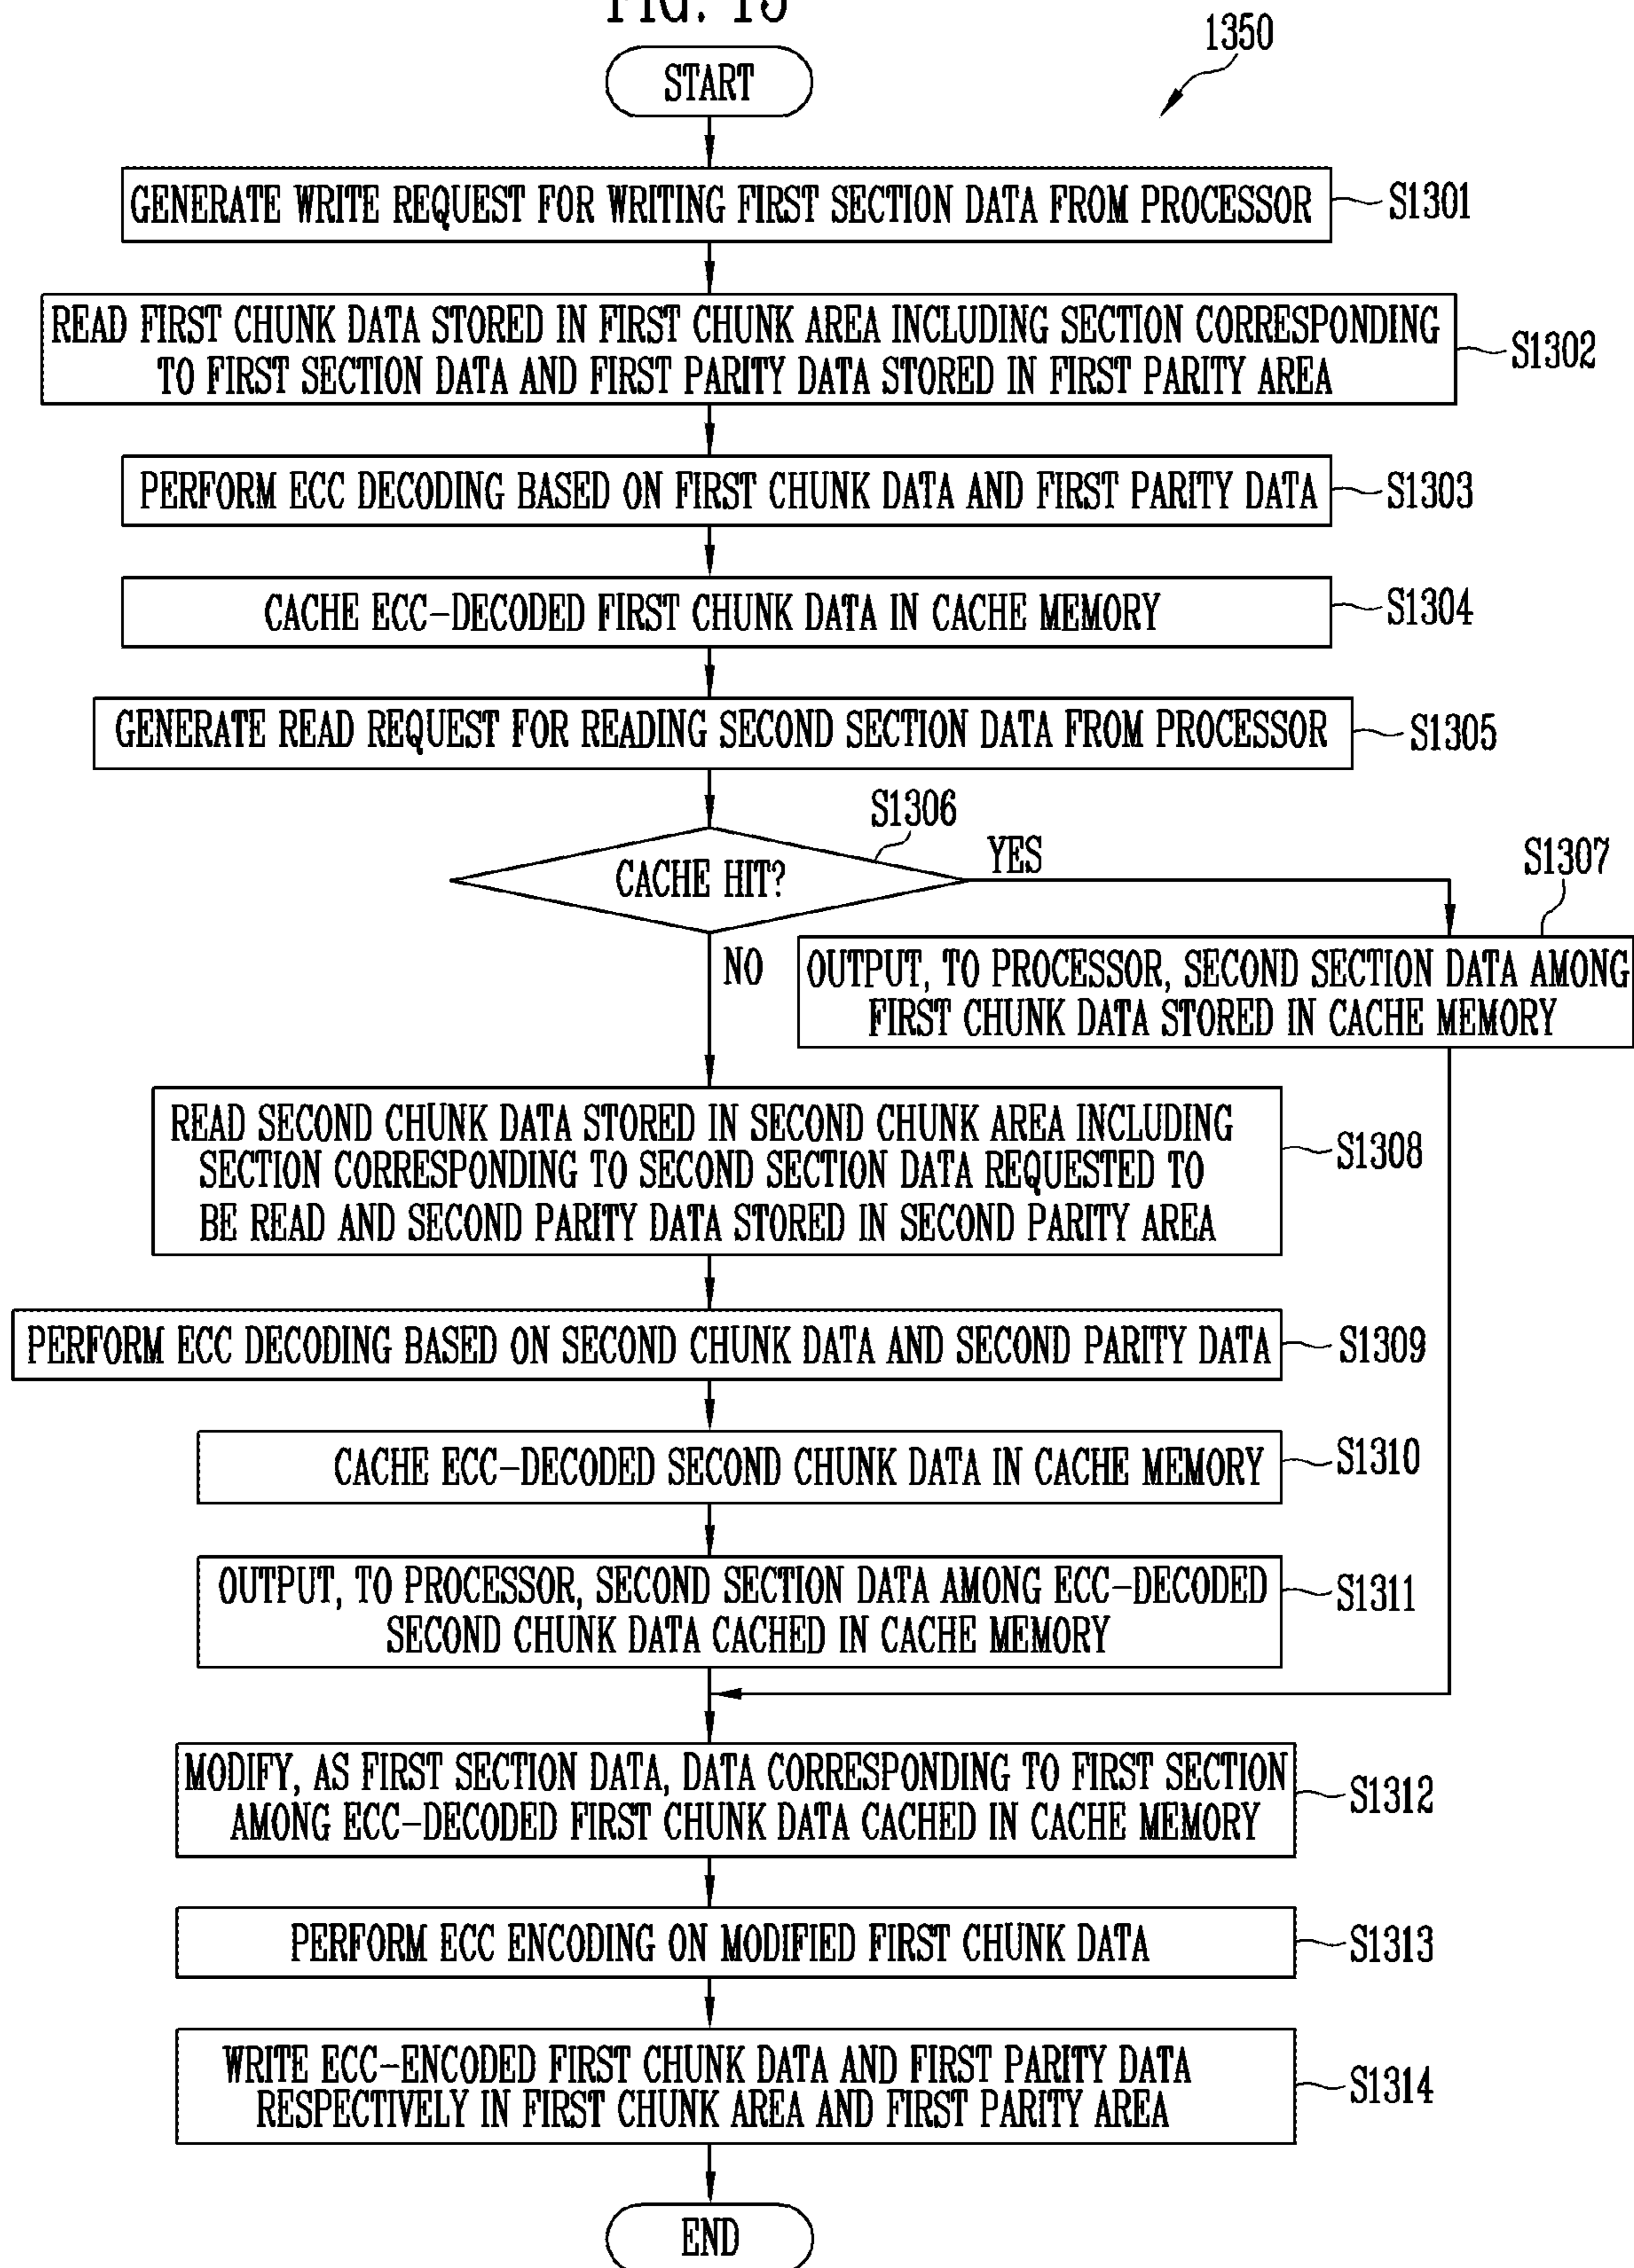 FIG. 13
1350
START
GENERATE WRITE REQUEST FOR WRITING FIRST SECTION DATA FROM PROCESSOR
S1301
READ FIRST CHUNK DATA STORED IN FIRST CHUNK AREA INCLUDING SECTION CORRESPONDING
TO FIRST SECTION DATA AND FIRST PARITY DATA STORED IN FIRST PARITY AREA
S1302
PERFORM ECC DECODING BASED ON FIRST CHUNK DATA AND FIRST PARITY DATA
S1303
CACHE ECC-DECODED FIRST CHUNK DATA IN CACHE MEMORY
S1304
GENERATE READ REQUEST FOR READING SECOND SECTION DATA FROM PROCESSOR
S1305
S1306
CACHE HIT?
YES
NO
S1307
OUTPUT, TO PROCESSOR, SECOND SECTION DATA AMONG
FIRST CHUNK DATA STORED IN CACHE MEMORY
READ SECOND CHUNK DATA STORED IN SECOND CHUNK AREA INCLUDING
SECTION CORRESPONDING TO SECOND SECTION DATA REQUESTED TO
BE READ AND SECOND PARITY DATA STORED IN SECOND PARITY AREA
S1308
PERFORM ECC DECODING BASED ON SECOND CHUNK DATA AND SECOND PARITY DATA
S1309
CACHE ECC-DECODED SECOND CHUNK DATA IN CACHE MEMORY
S1310
OUTPUT, TO PROCESSOR, SECOND SECTION DATA AMONG ECC-DECODED
SECOND CHUNK DATA CACHED IN CACHE MEMORY
S1311
MODIFY, AS FIRST SECTION DATA, DATA CORRESPONDING TO FIRST SECTION
AMONG ECC-DECODED FIRST CHUNK DATA CACHED IN CACHE MEMORY
S1312
PERFORM ECC ENCODING ON MODIFIED FIRST CHUNK DATA
S1313
WRITE ECC-ENCODED FIRST CHUNK DATA AND FIRST PARITY DATA
RESPECTIVELY IN FIRST CHUNK AREA AND FIRST PARITY AREA
S1314
END